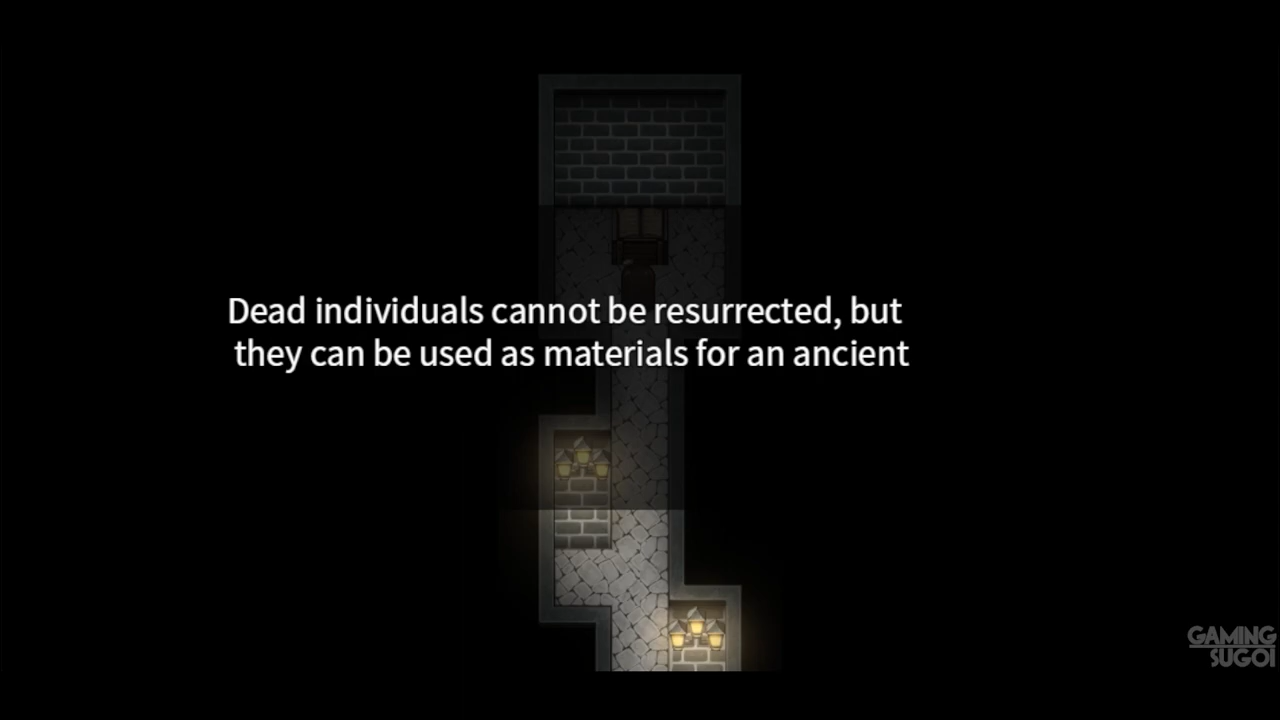 Dead individuals cannot be resurrected, but
they can be used as materials for an ancient
GAMING
SUGOI